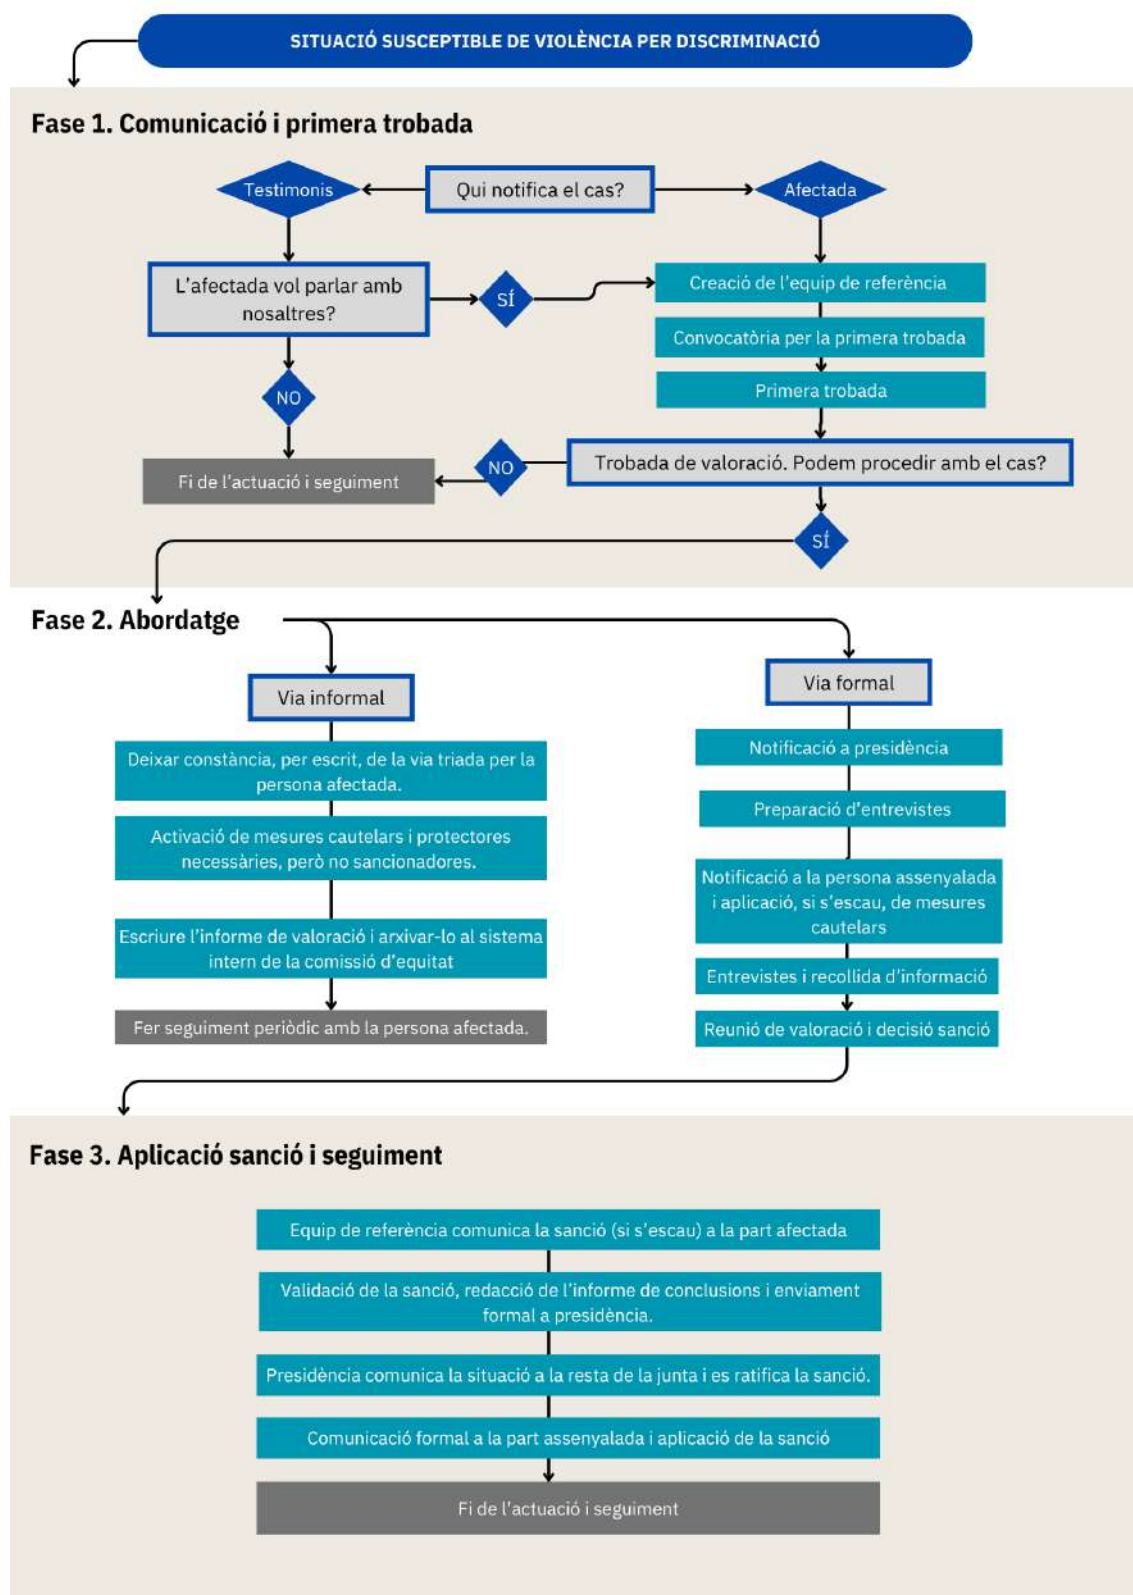 SITUACIÓ SUSCEPTIBLE DE VIOLÈNCIA PER DISCRIMINACIÓ
Fase 1. Comunicació i primera trobada
Testimonis
Qui notifica el cas?
Afectada
L'afectada vol parlar amb
nosaltres?
SÍ
Creació de l'equip de referència
Convocatòria per la primera trobada
Primera trobada
NO
Fi de l'actuació i seguiment
NO
Trobada de valoració. Podem procedir amb el cas?
SÍ
Fase 2. Abordatge
Via informal
Deixar constància, per escrit, de la via triada per la
persona afectada.
Activació de mesures cautelars i protectores
necessàries, però no sancionadores.
Escriure l'informe de valoració i arxivar-lo al sistema
intern de la comissió d'equitat
Fer seguiment periòdic amb la persona afectada.
Via formal
Notificació a presidència
Preparació d'entrevistes
Notificació a la persona assenyalada
i aplicació, si s'escau, de mesures
cautelars
Entrevistes i recollida d'informació
Reunió de valoració i decisió sanció
Fase 3. Aplicació sanció i seguiment
Equip de referència comunica la sanció (si s'escau) a la part afectada
Validació de la sanció, redacció de l'informe de conclusions i enviament
formal a presidència.
Presidència comunica la situació a la resta de la junta i es ratifica la sanció.
Comunicació formal a la part assenyalada i aplicació de la sanció
Fi de l'actuació i seguiment